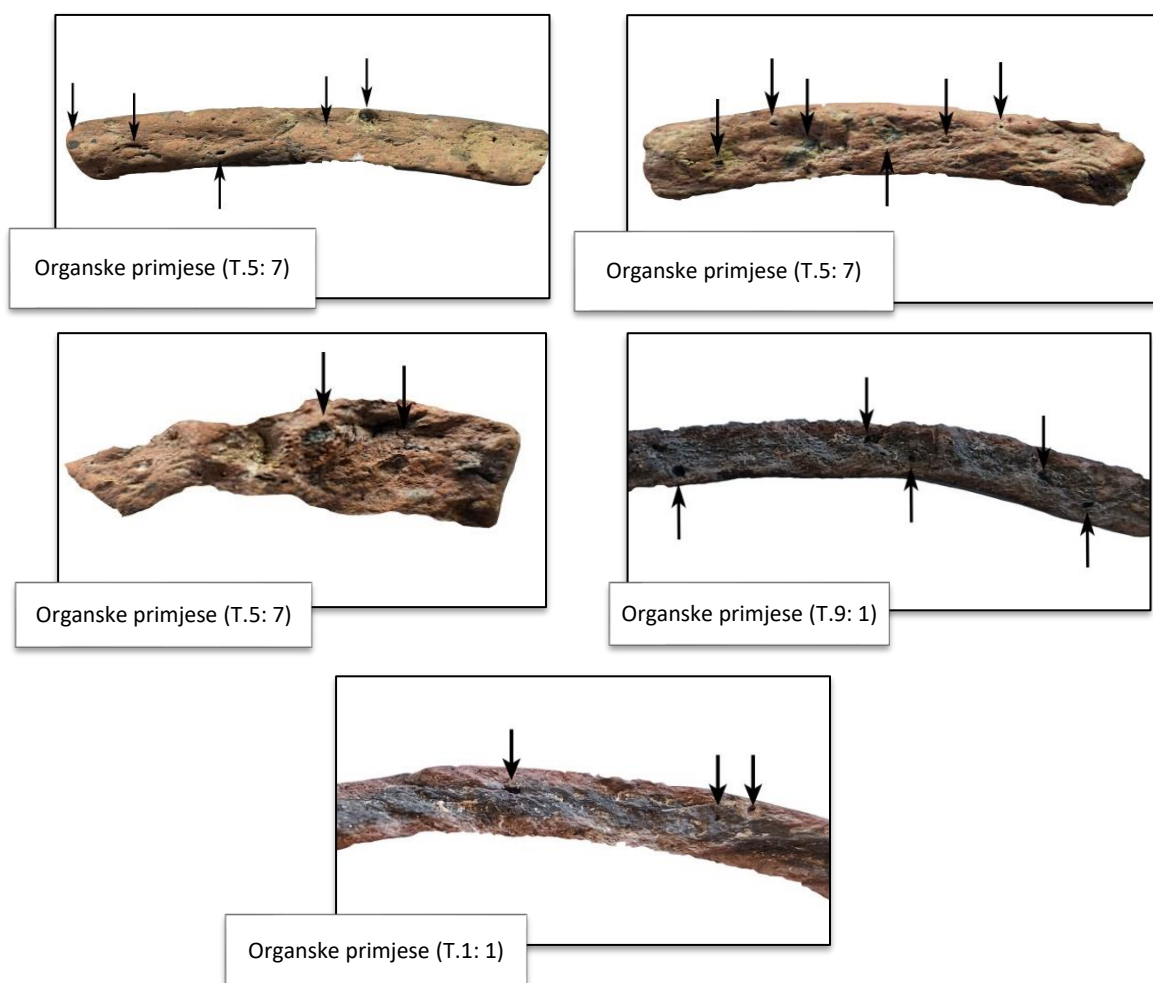 Organske primjese (T.5: 7)
Organske primjese (T.5: 7)
Organske primjese (T.5: 7)
Organske primjese (T.9: 1)
Organske primjese (T.1: 1)